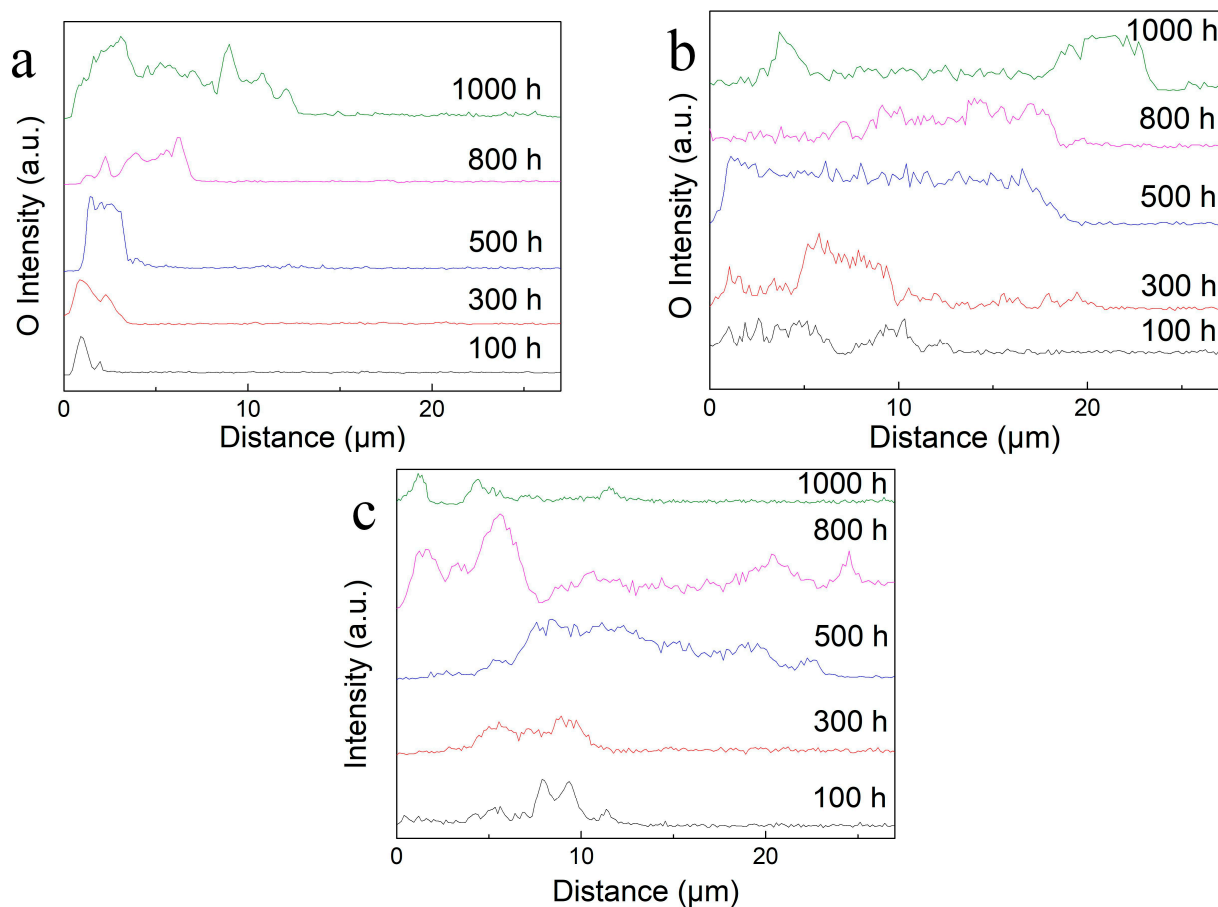 a
O Intensity (a.u.)
1000 h
800 h
500 h
300 h
100 h
0
10
20
Distance (μm)
b
O Intensity (a.u.)
1000 h
800 h
500 h
300 h
100 h
0
10
20
Distance (μm)
c
Intensity (a.u.)
1000 h
800 h
500 h
300 h
100 h
0
10
20
Distance (μm)